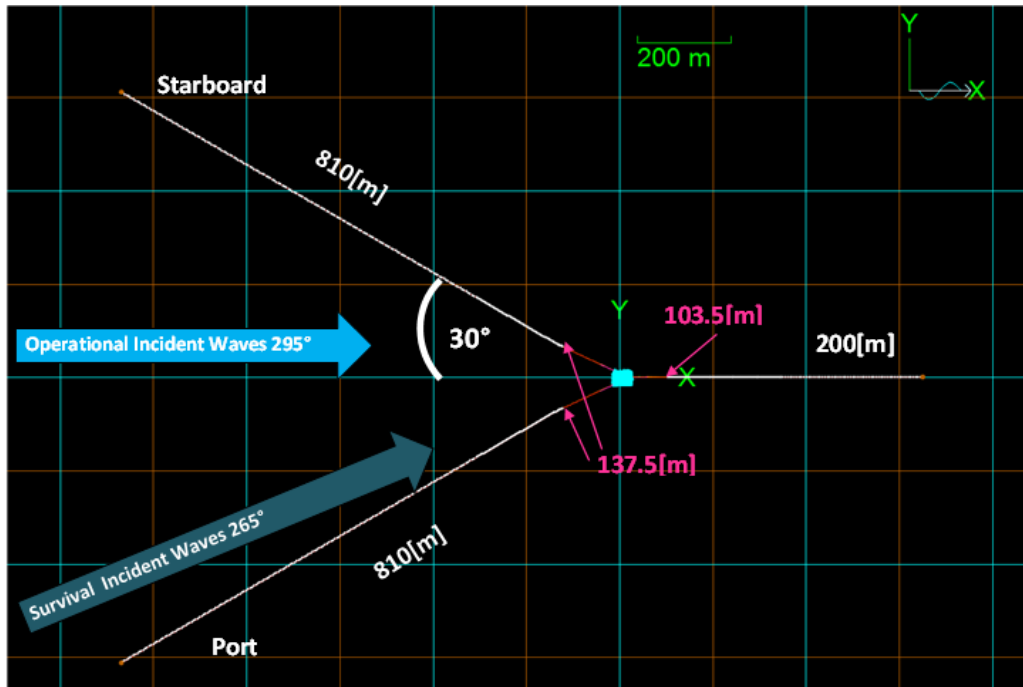 Y
200 m
X
Starboard
810[m]
Operational Incident Waves 295°
30°
Y
103.5[m]
200[m]
X
137.5[m]
Survival  Incident Waves 265°
810[m]
Port